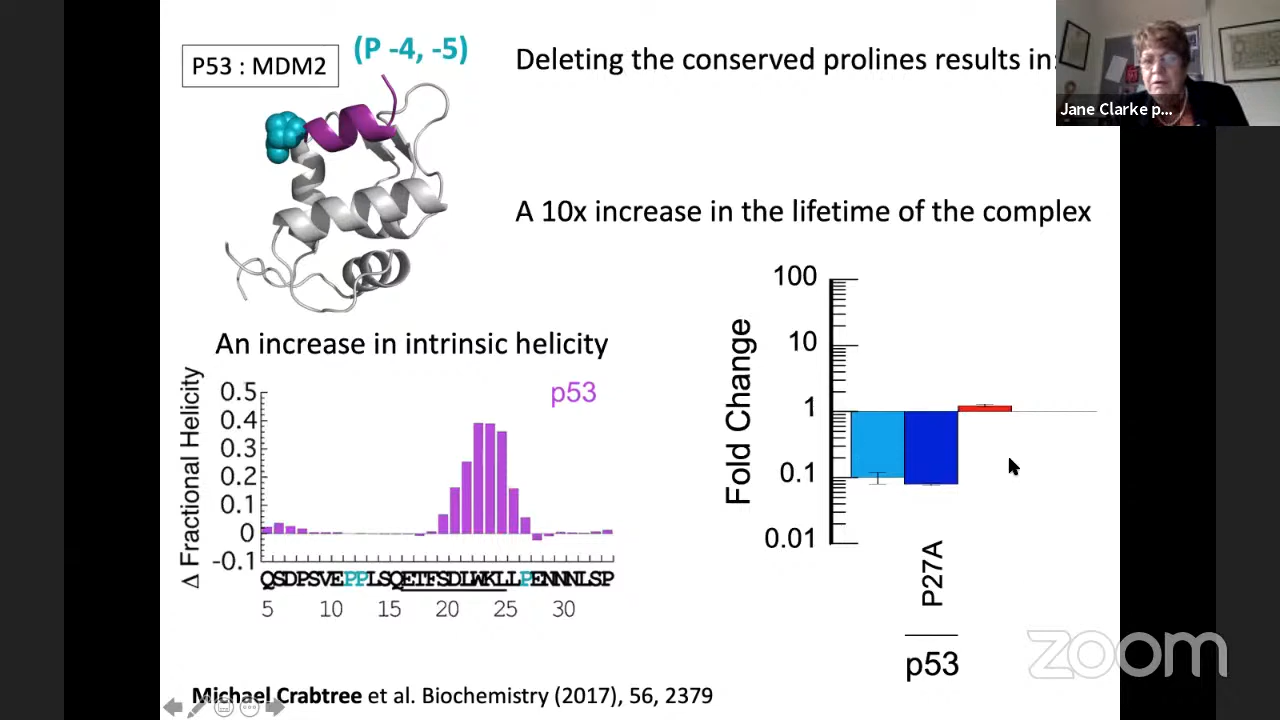 P53 : MDM2
(P -4, -5)
Deleting the conserved prolines results in:
Jane Clarke p...
A 10x increase in the lifetime of the complex
An increase in intrinsic helicity
Δ Fractional Helicity
0.5
0.4
0.3
0.2
0.1
0
-0.1
p53
QSDPSVEPPLSQETFSDLWKLLPENNNLSP
5 10 15 20 25 30
Fold Change
100
10
1
0.1
0.01
P27A
p53
Michael Crabtree et al. Biochemistry (2017), 56, 2379
zoom